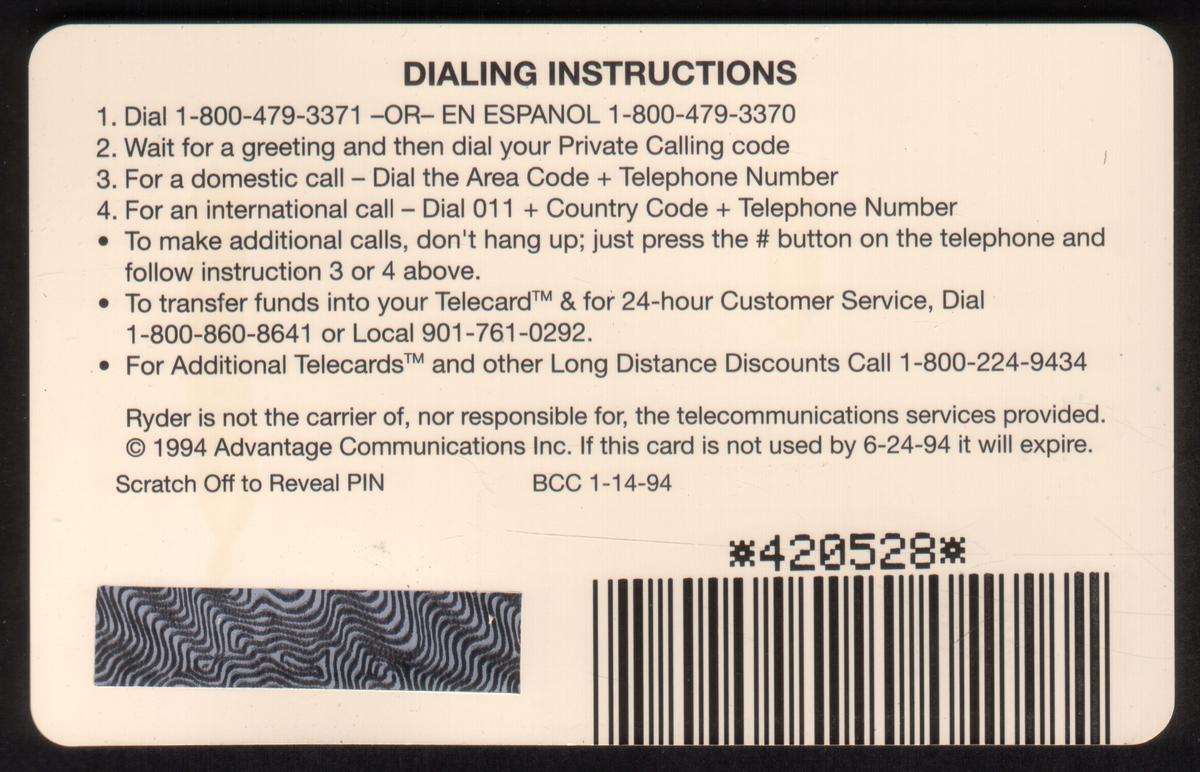 DIALING INSTRUCTIONS
1. Dial 1-800-479-3371 –OR– EN ESPANOL 1-800-479-3370
2. Wait for a greeting and then dial your Private Calling code
3. For a domestic call – Dial the Area Code + Telephone Number
4. For an international call – Dial 011 + Country Code + Telephone Number
• To make additional calls, don't hang up; just press the # button on the telephone and
follow instruction 3 or 4 above.
• To transfer funds into your Telecard™ & for 24-hour Customer Service, Dial
1-800-860-8641 or Local 901-761-0292.
• For Additional Telecards™ and other Long Distance Discounts Call 1-800-224-9434
Ryder is not the carrier of, nor responsible for, the telecommunications services provided.
© 1994 Advantage Communications Inc. If this card is not used by 6-24-94 it will expire.
Scratch Off to Reveal PIN BCC 1-14-94
*420528*